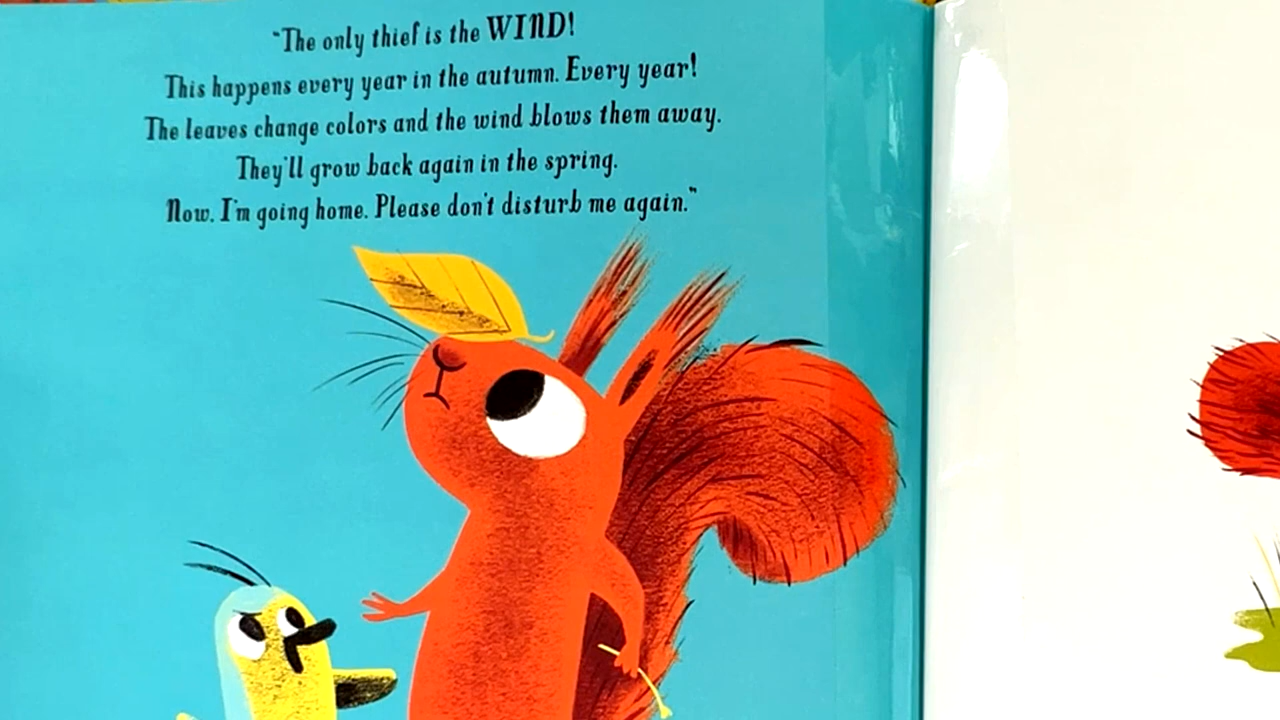 "The only thief is the WIND!
This happens every year in the autumn. Every year!
The leaves change colors and the wind blows them away.
They'll grow back again in the spring.
Now. I'm going home. Please don't disturb me again."